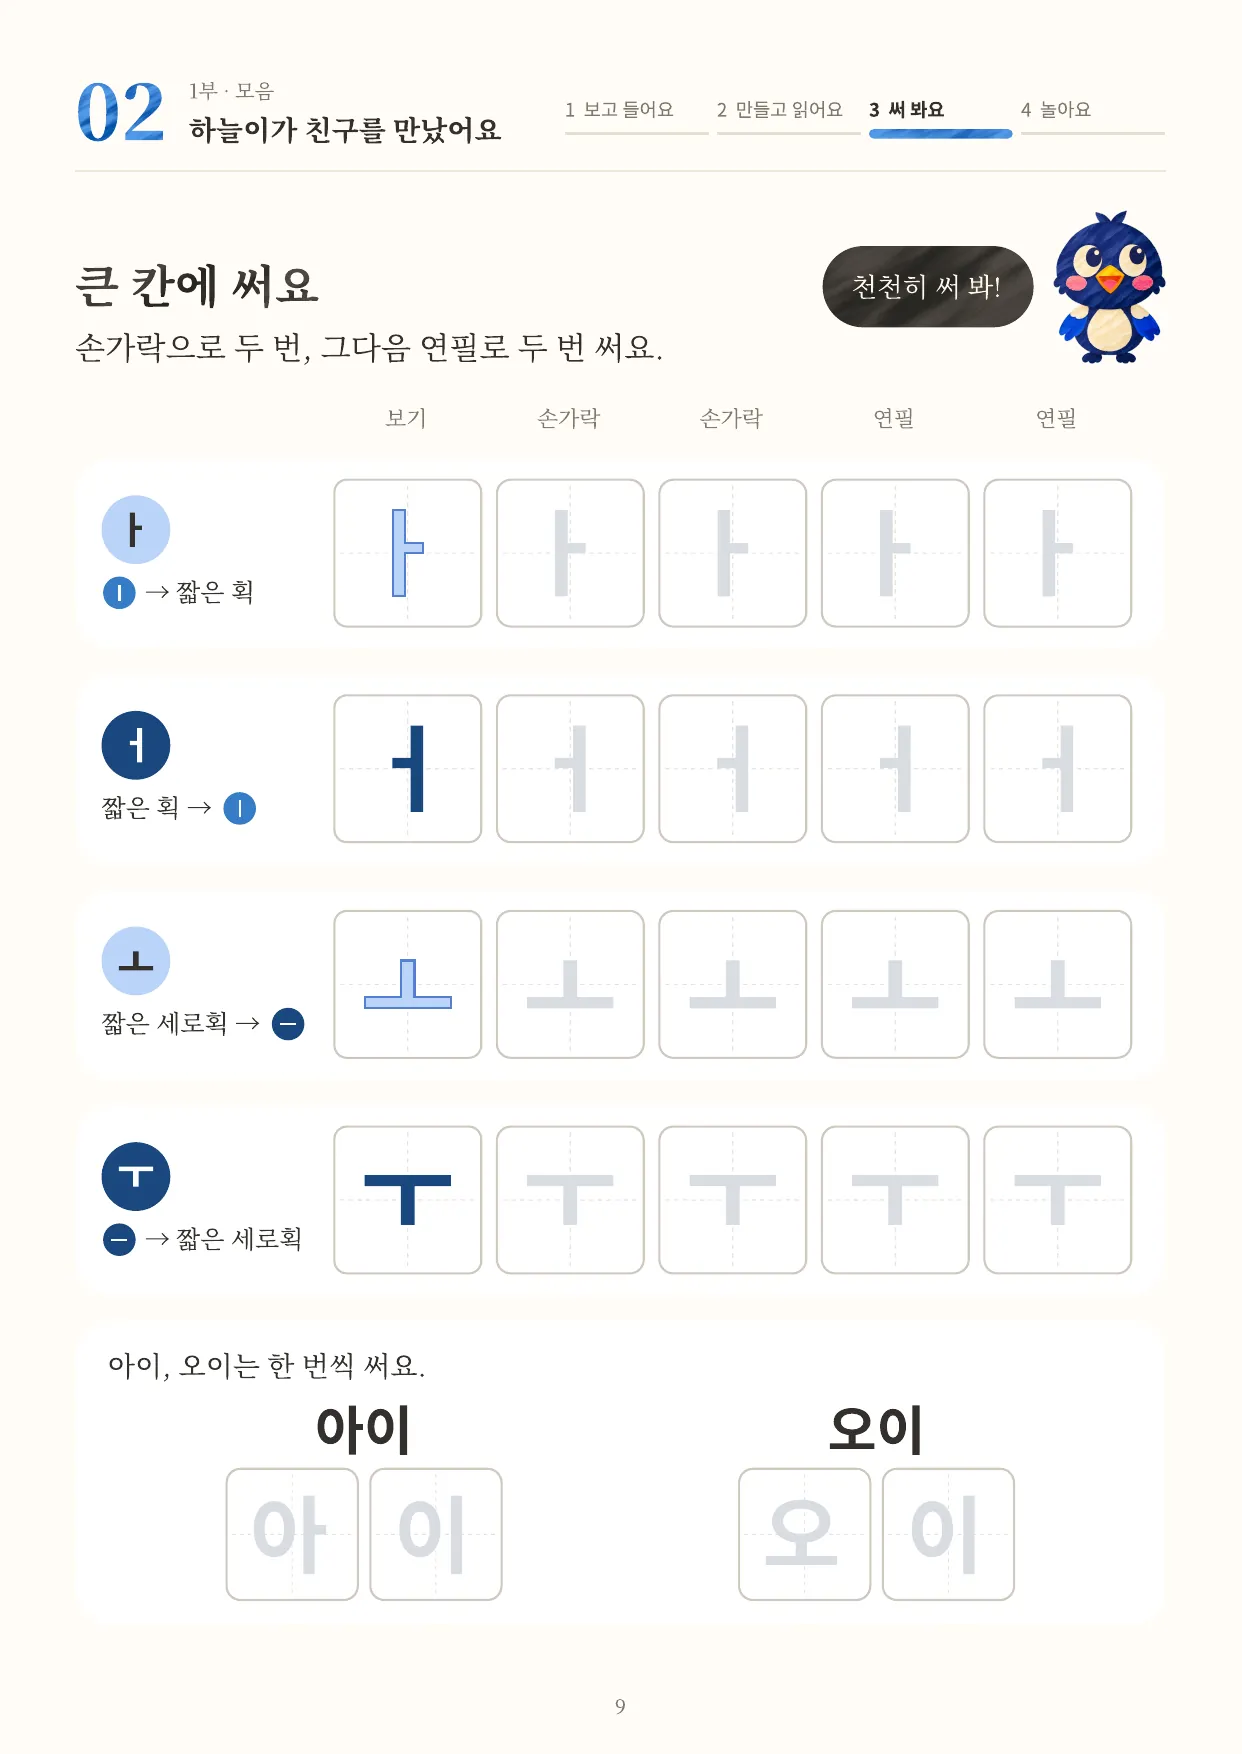 02
1부 · 모음
하늘이가 친구를 만났어요
1 보고 들어요 2 만들고 읽어요 3 써 봐요 4 놀아요
큰 칸에 써요
천천히 써 봐!
손가락으로 두 번, 그다음 연필로 두 번 써요.
보기 손가락 손가락 연필 연필
ㅏ
ㅣ → 짧은 획
ㅏ ㅏ ㅏ ㅏ ㅏ
ㅓ
짧은 획 → ㅣ
ㅓ ㅓ ㅓ ㅓ ㅓ
ㅗ
짧은 세로획 → ㅡ
ㅗ ㅗ ㅗ ㅗ ㅗ
ㅜ
ㅡ → 짧은 세로획
ㅜ ㅜ ㅜ ㅜ ㅜ
아이, 오이는 한 번씩 써요.
아이 오이
아 이 오 이
9